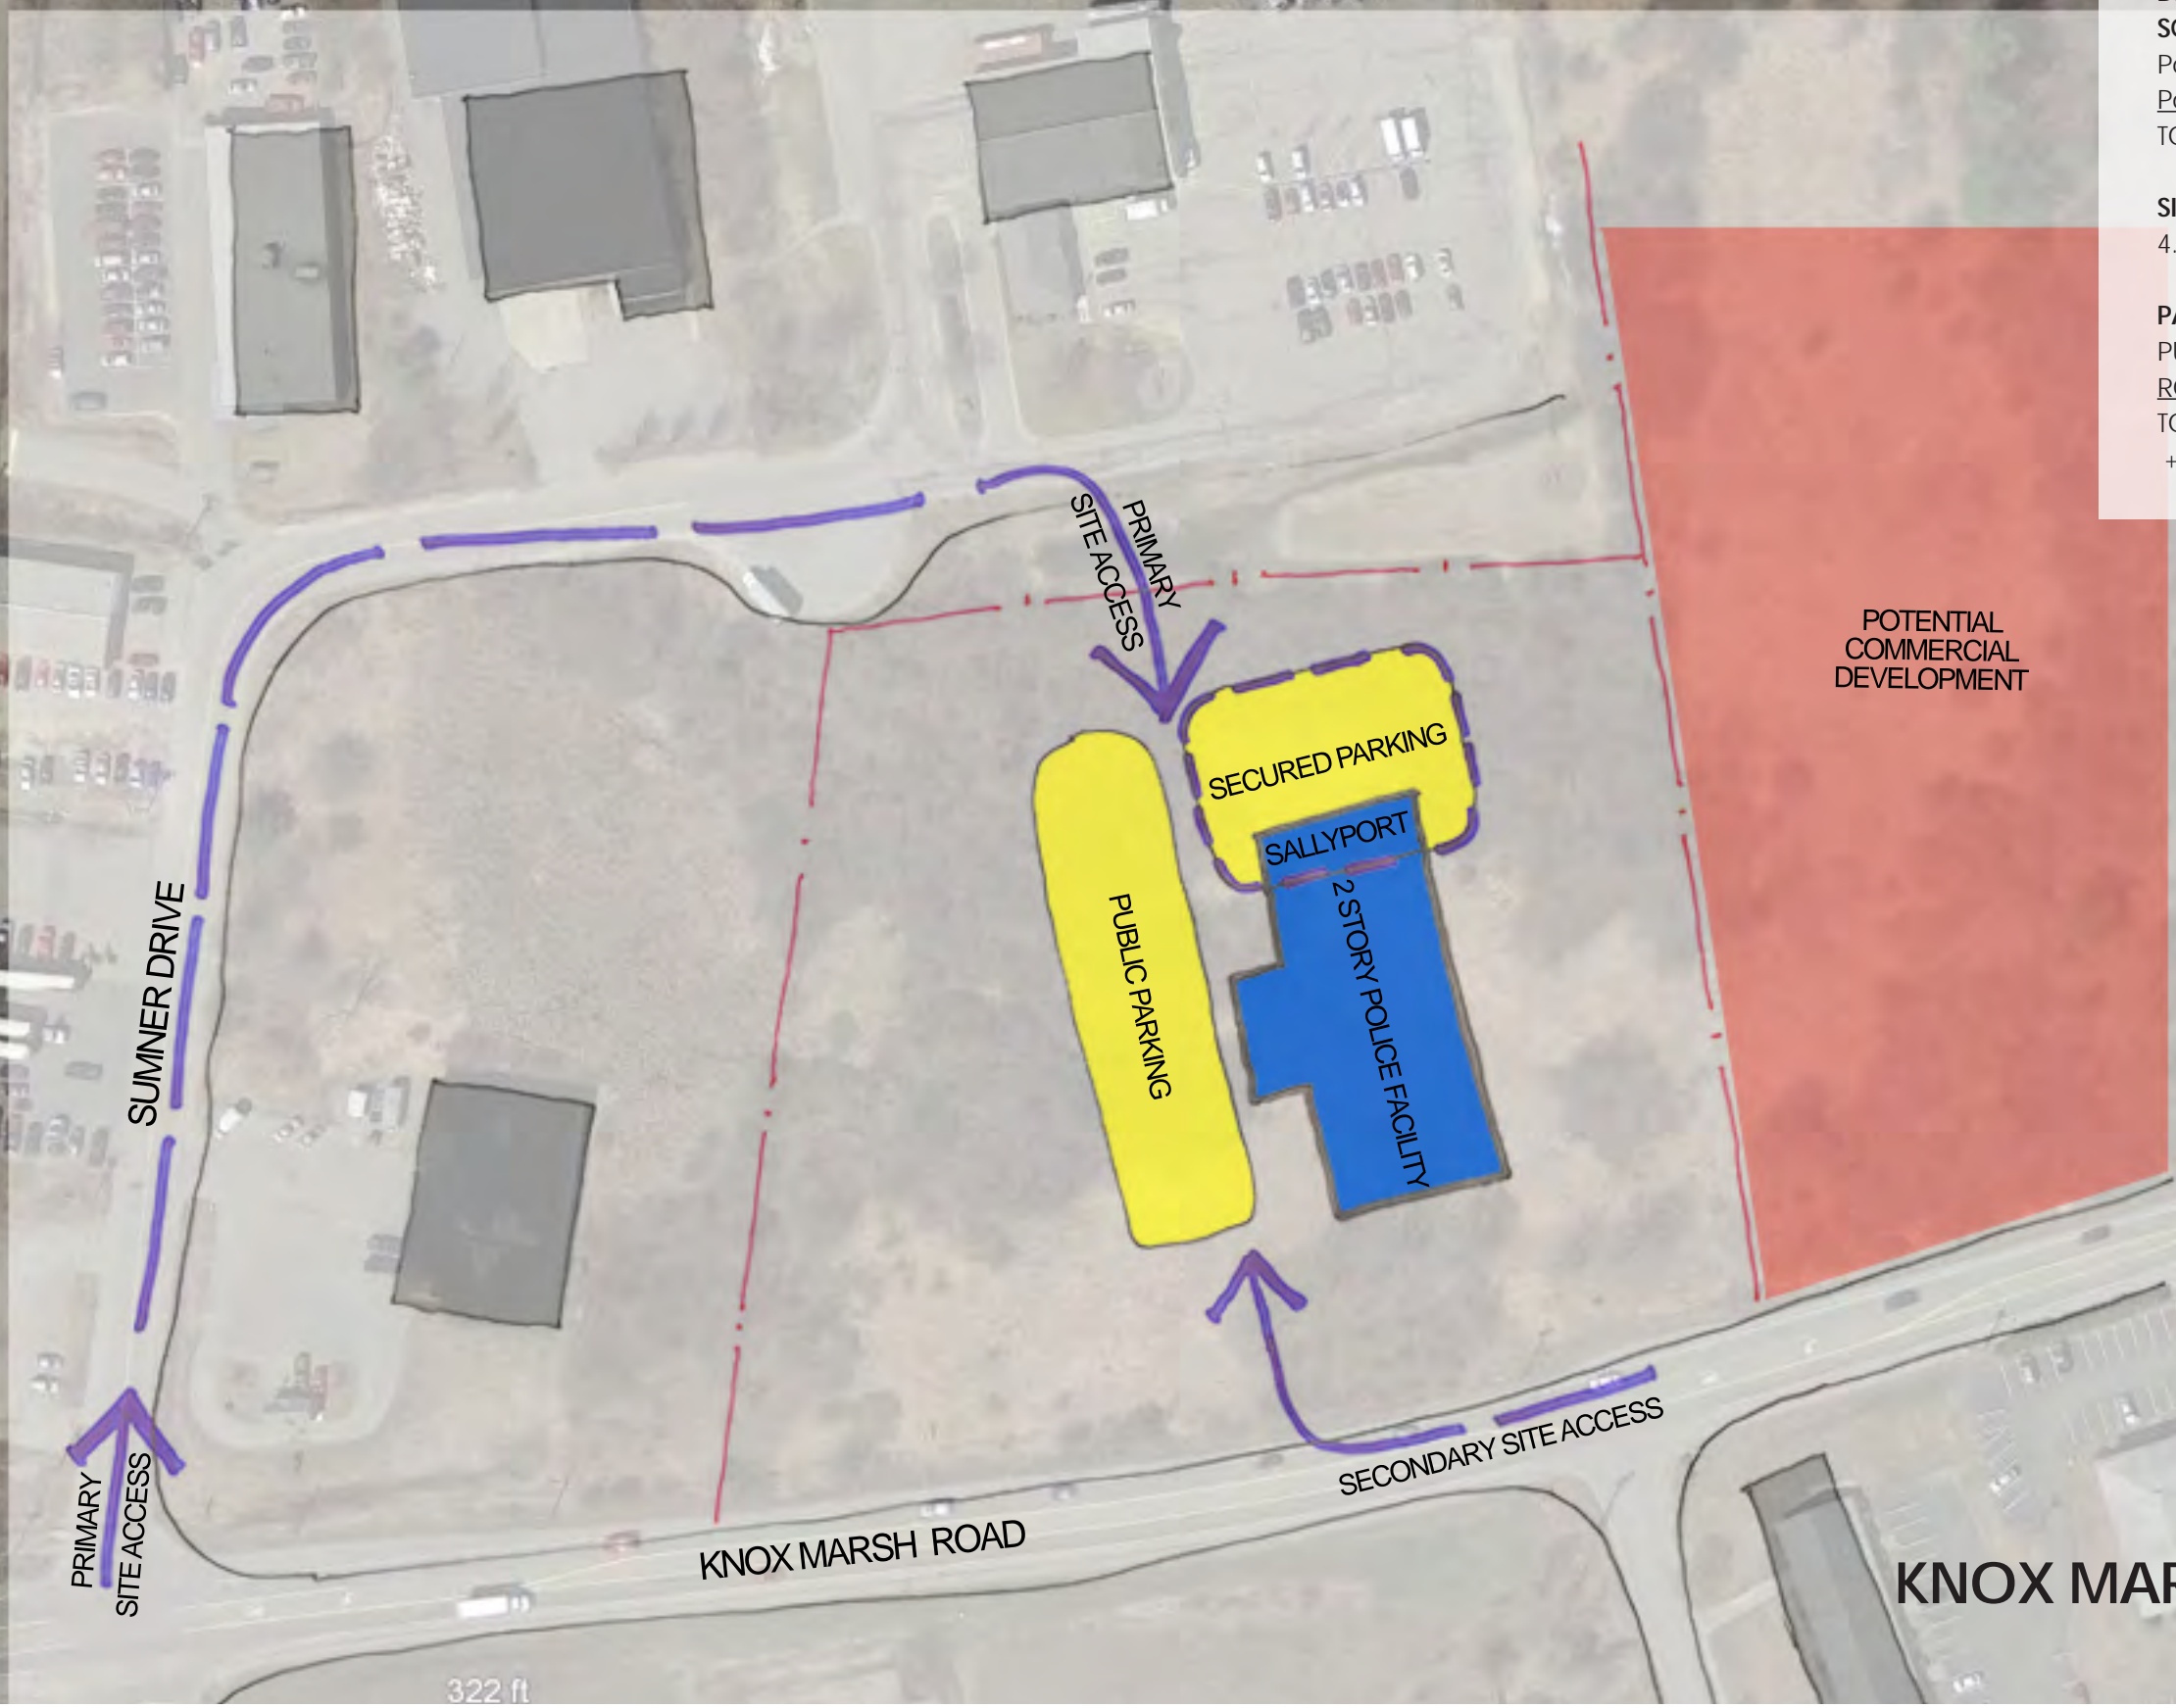 4.
+
PRIMARY
SITE ACCESS
POTENTIAL
COMMERCIAL
DEVELOPMENT
SECURED PARKING
SALLYPORT
2 STORY POLICE FACILITY
PUBLIC PARKING
SUMNER DRIVE
PRIMARY
SITE ACCESS
SECONDARY SITE ACCESS
KNOX MARSH ROAD
KNOX MAR
322 ft